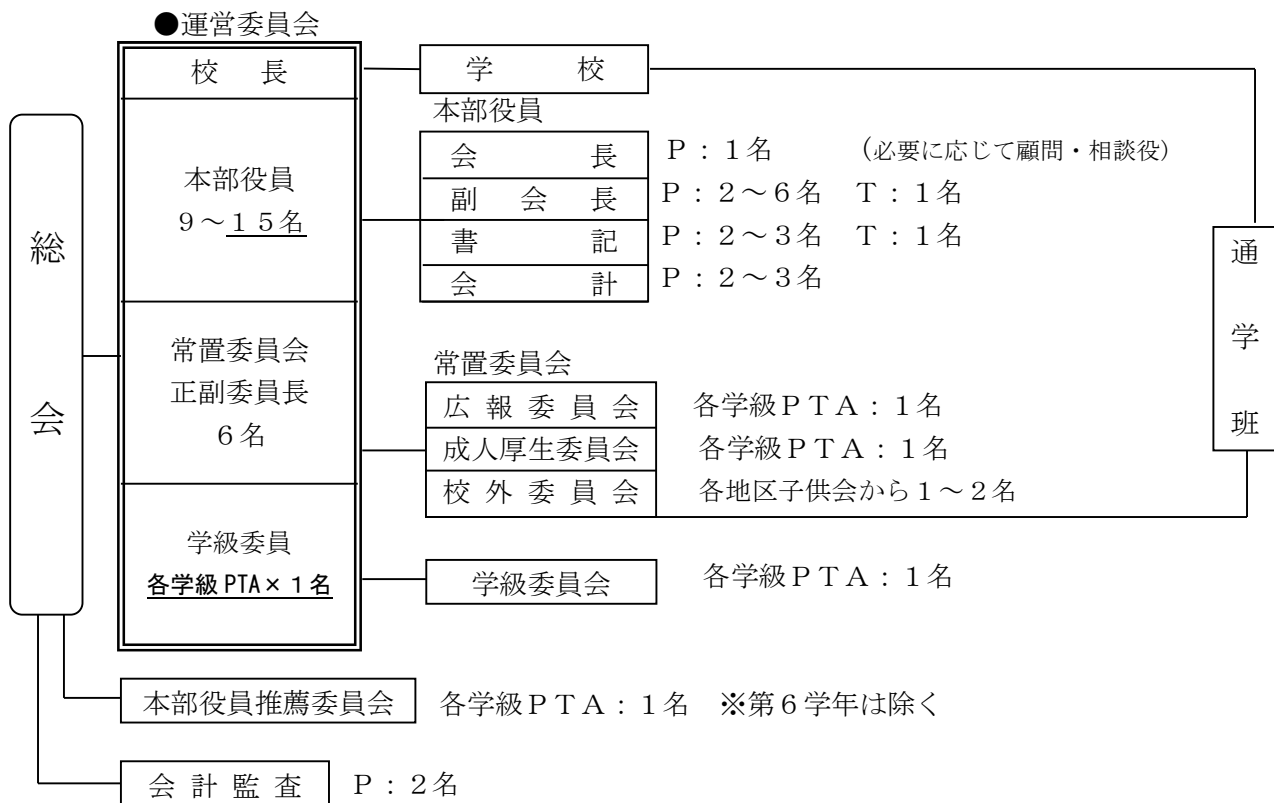 ●運営委員会
校　長
本部役員
９～１５名
常置委員会
正副委員長
６名
学級委員
各学級PTA×１名
総会
学　校
本部役員
会　長　Ｐ：１名　（必要に応じて顧問・相談役）
副　会　長　Ｐ：２～６名　Ｔ：１名
書　記　Ｐ：２～３名　Ｔ：１名
会　計　Ｐ：２～３名
常置委員会
広報委員会　各学級ＰＴＡ：１名
成人厚生委員会　各学級ＰＴＡ：１名
校外委員会　各地区子供会から１～２名
学級委員会　各学級ＰＴＡ：１名
通学班
本部役員推薦委員会　各学級ＰＴＡ：１名　※第６学年は除く
会計監査　Ｐ：２名